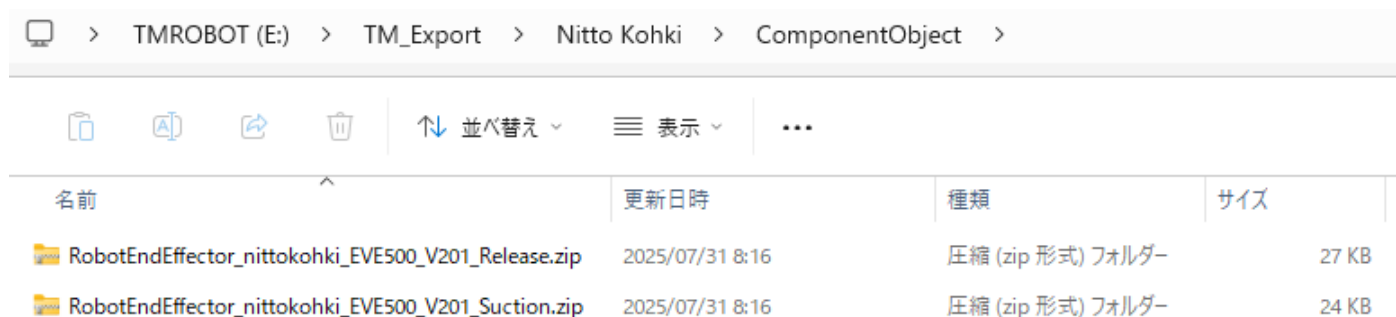 TMROBOT (E:) > TM_Export > Nitto Kohki > ComponentObject >
並べ替え 表示 ...
名前 更新日時 種類 サイズ
RobotEndEffector_nittokohki_EVE500_V201_Release.zip 2025/07/31 8:16 圧縮 (zip 形式) フォルダー 27 KB
RobotEndEffector_nittokohki_EVE500_V201_Suction.zip 2025/07/31 8:16 圧縮 (zip 形式) フォルダー 24 KB